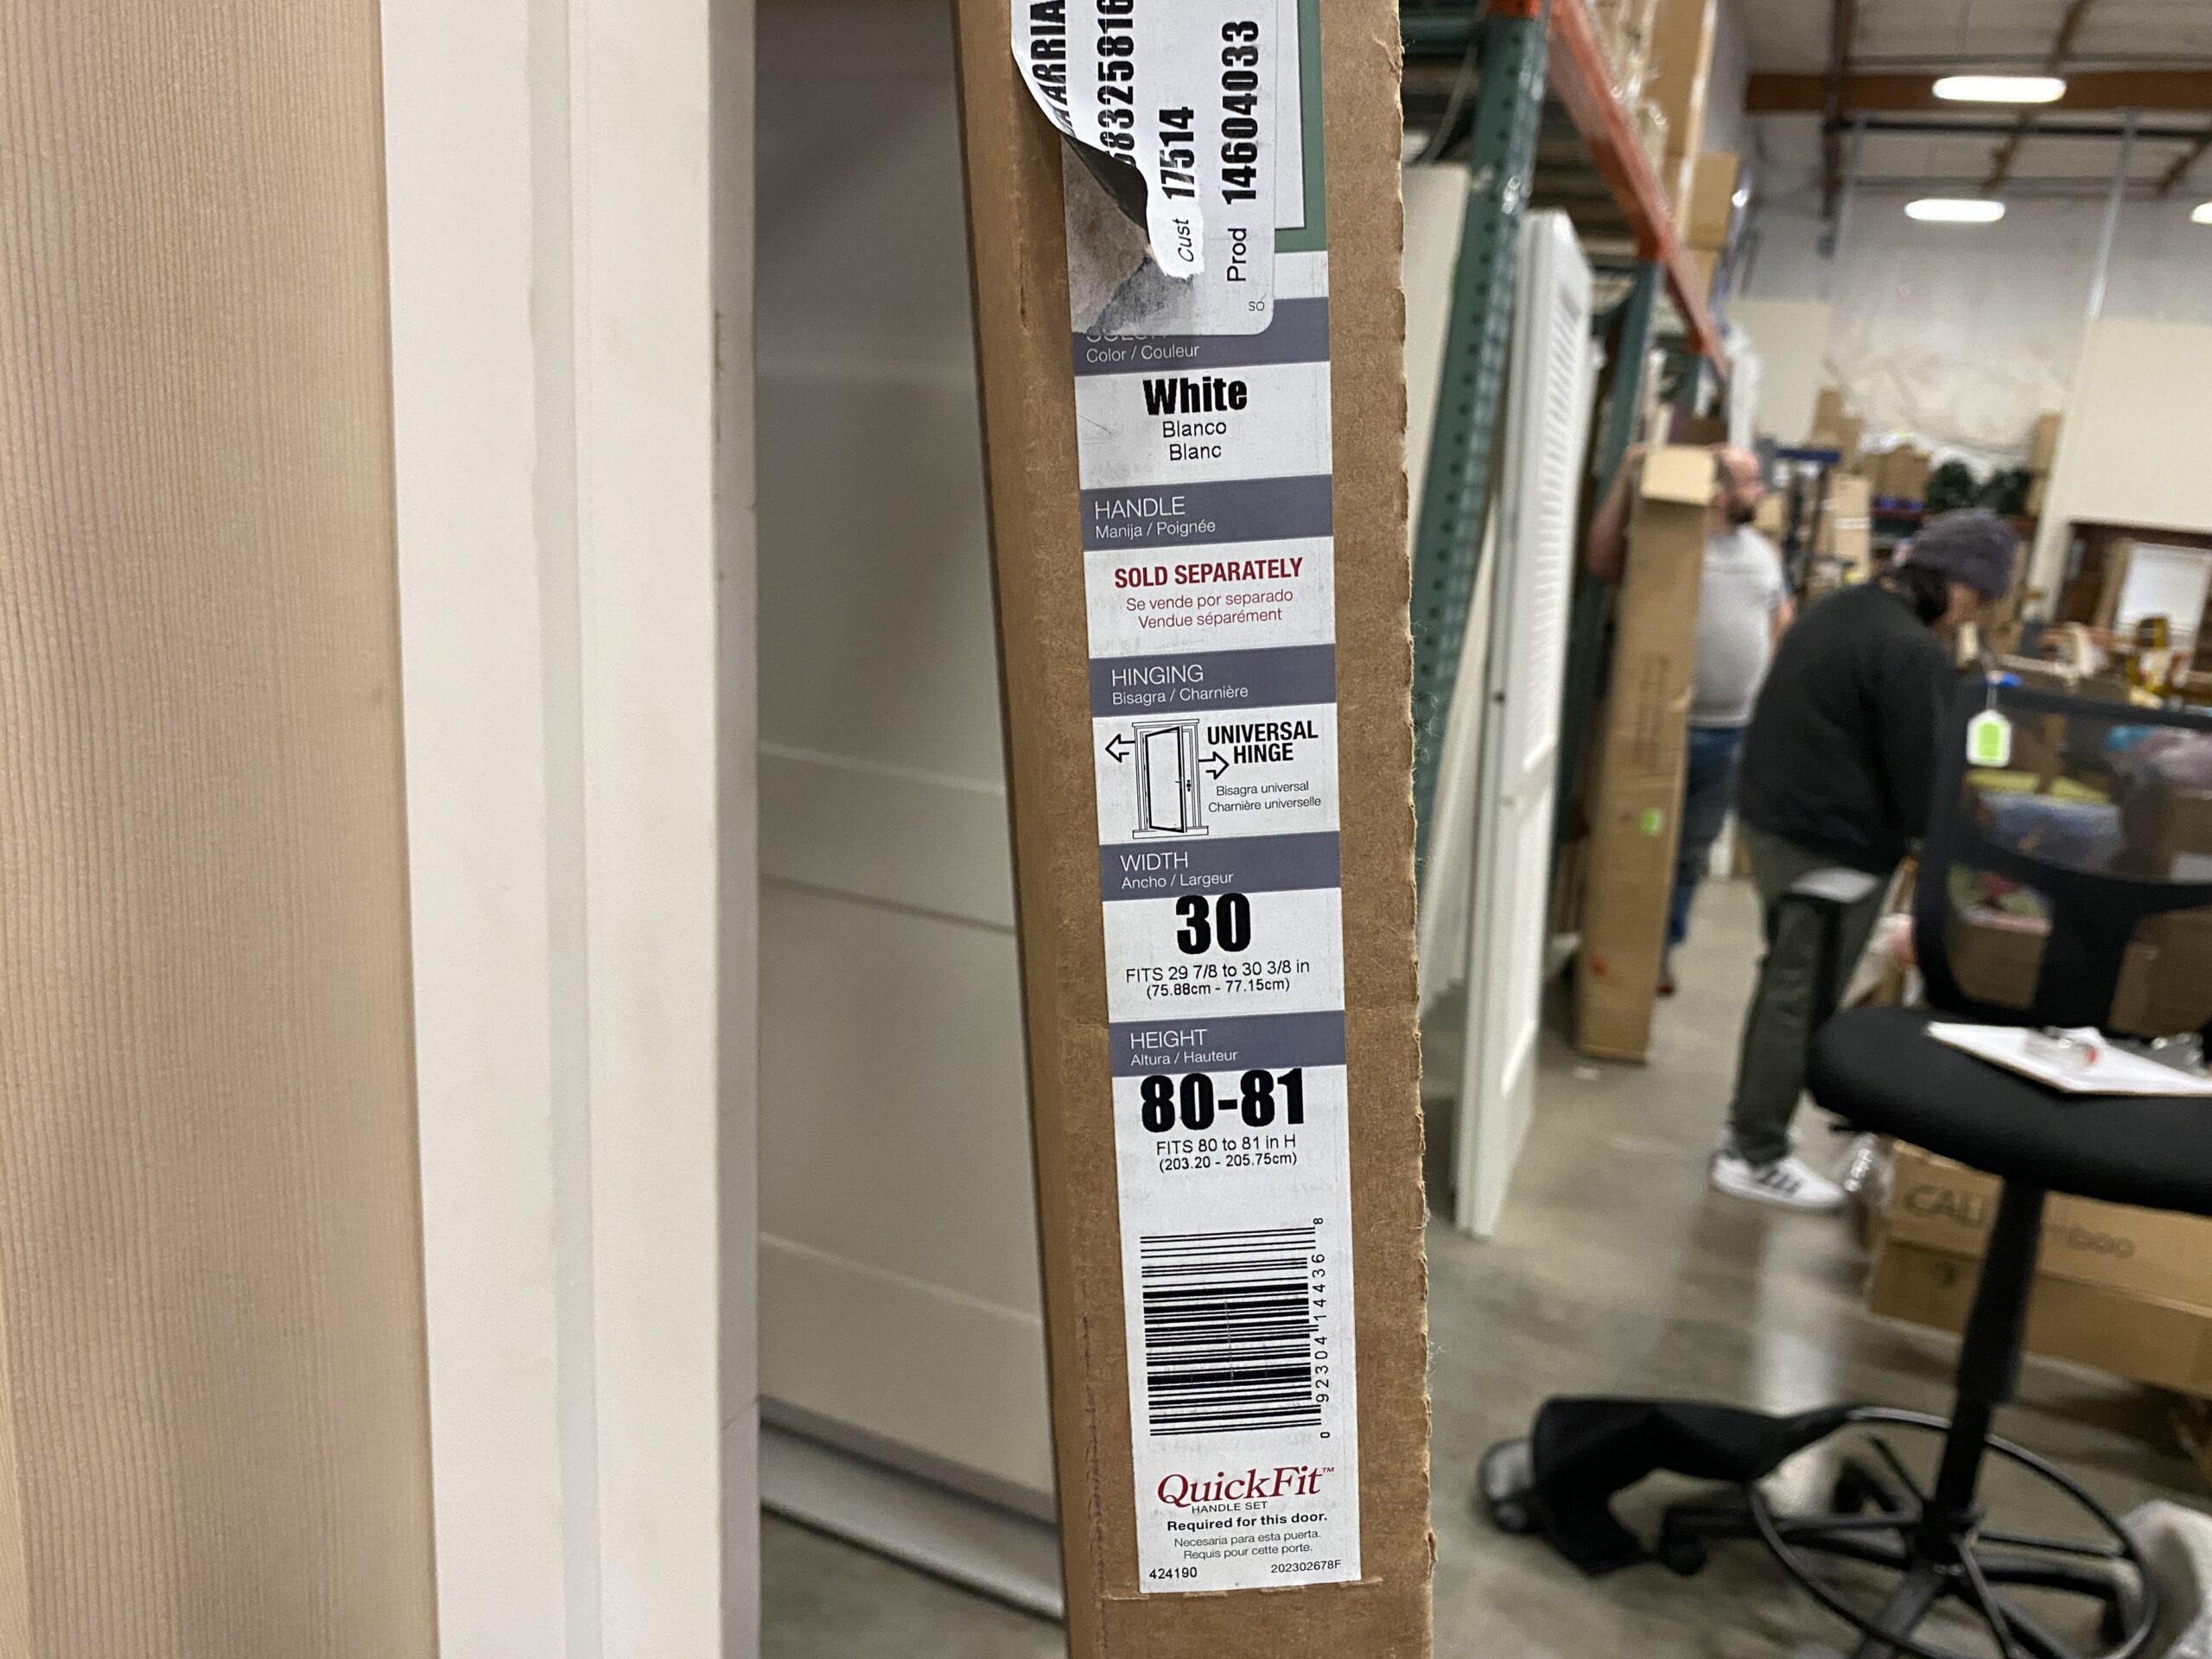 17514
Cust
Prod 14604033
SO
Color / Couleur
White
Blanco
Blanc
HANDLE
Manija / Poignée
SOLD SEPARATELY
Se vende por separado
Vendue séparément
HINGING
Bisagra / Charnière
UNIVERSAL
HINGE
Bisagra universal
Charnière universelle
WIDTH
Ancho / Largeur
30
FITS 29 7/8 to 30 3/8 in
(75.88cm - 77.15cm)
HEIGHT
Altura / Hauteur
80-81
FITS 80 to 81 in H
(203.20 - 205.75cm)
0 92304 14436 8
QuickFit™
HANDLE SET
Required for this door.
Necesaria para esta puerta.
Requis pour cette porte.
424190
202302678F